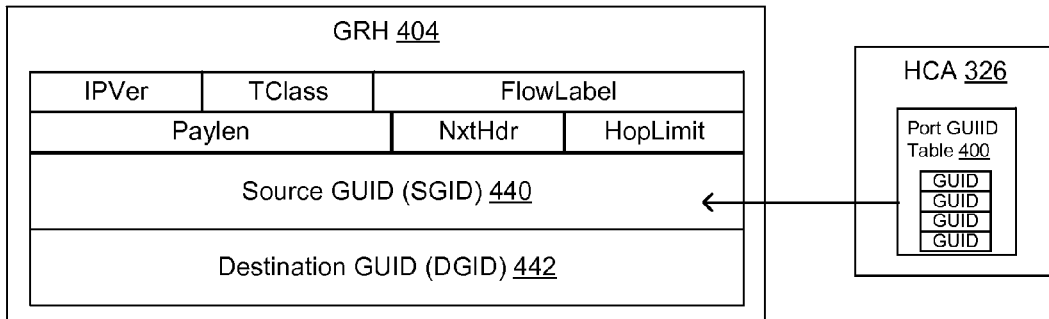 GRH 404
IPVer TClass FlowLabel
Paylen NxtHdr HopLimit
Source GUID (SGID) 440
Destination GUID (DGID) 442
HCA 326
Port GUIID
Table 400
GUID
GUID
GUID
GUID